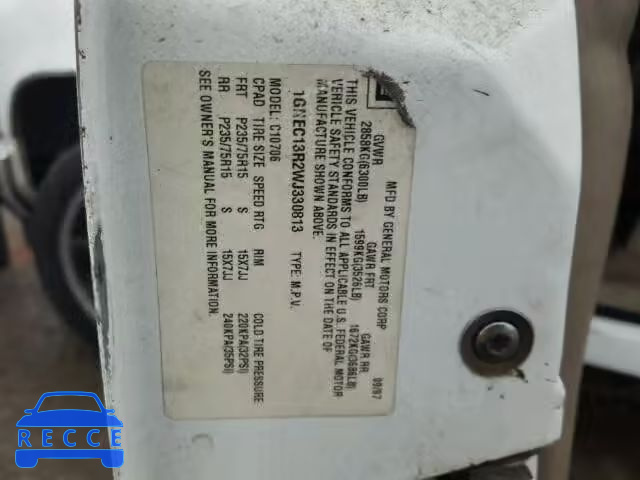 MFD BY GENERAL MOTORS CORP 09/97
GVWR GAWR FRT GAWR RR
2858KG(6300LB) 1599KG(3526LB) 1672KG(3686LB)
THIS VEHICLE CONFORMS TO ALL APPLICABLE U.S. FEDERAL MOTOR
VEHICLE SAFETY STANDARDS IN EFFECT ON THE DATE OF
MANUFACTURE SHOWN ABOVE.
1GNEC13R2WJ330813 TYPE: M.P.V.
MODEL: C10706
CPAD TIRE SIZE SPEED RTG RIM COLD TIRE PRESSURE
FRT P235/75R15 S 15X7JJ 220KPA(32PSI)
RR P235/75R15 S 15X7JJ 240KPA(35PSI)
SEE OWNER'S MANUAL FOR MORE INFORMATION.
RECCE